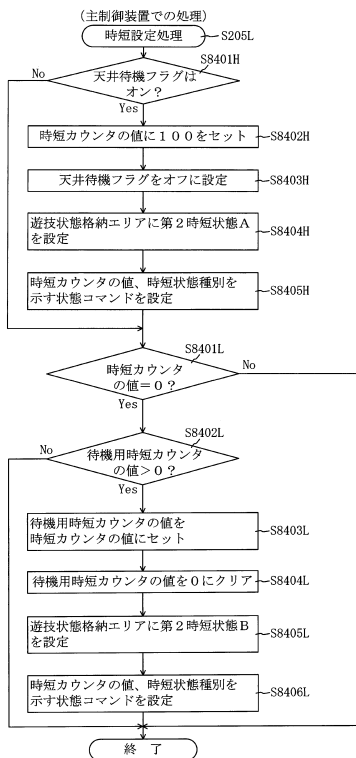 (主制御装置での処理)
時短設定処理
S205L
S8401H
No
天井待機フラグは
オン?
Yes
時短カウンタの値に100をセット
S8402H
天井待機フラグをオフに設定
S8403H
遊技状態格納エリアに第2時短状態A
を設定
S8404H
時短カウンタの値、時短状態種別を
示す状態コマンドを設定
S8405H
S8401L
時短カウンタ
の値=0?
No
Yes
S8402L
No
待機用時短カウンタ
の値>0?
Yes
待機用時短カウンタの値を
時短カウンタの値にセット
S8403L
待機用時短カウンタの値を0にクリア
S8404L
遊技状態格納エリアに第2時短状態B
を設定
S8405L
時短カウンタの値、時短状態種別を
示す状態コマンドを設定
S8406L
終 了